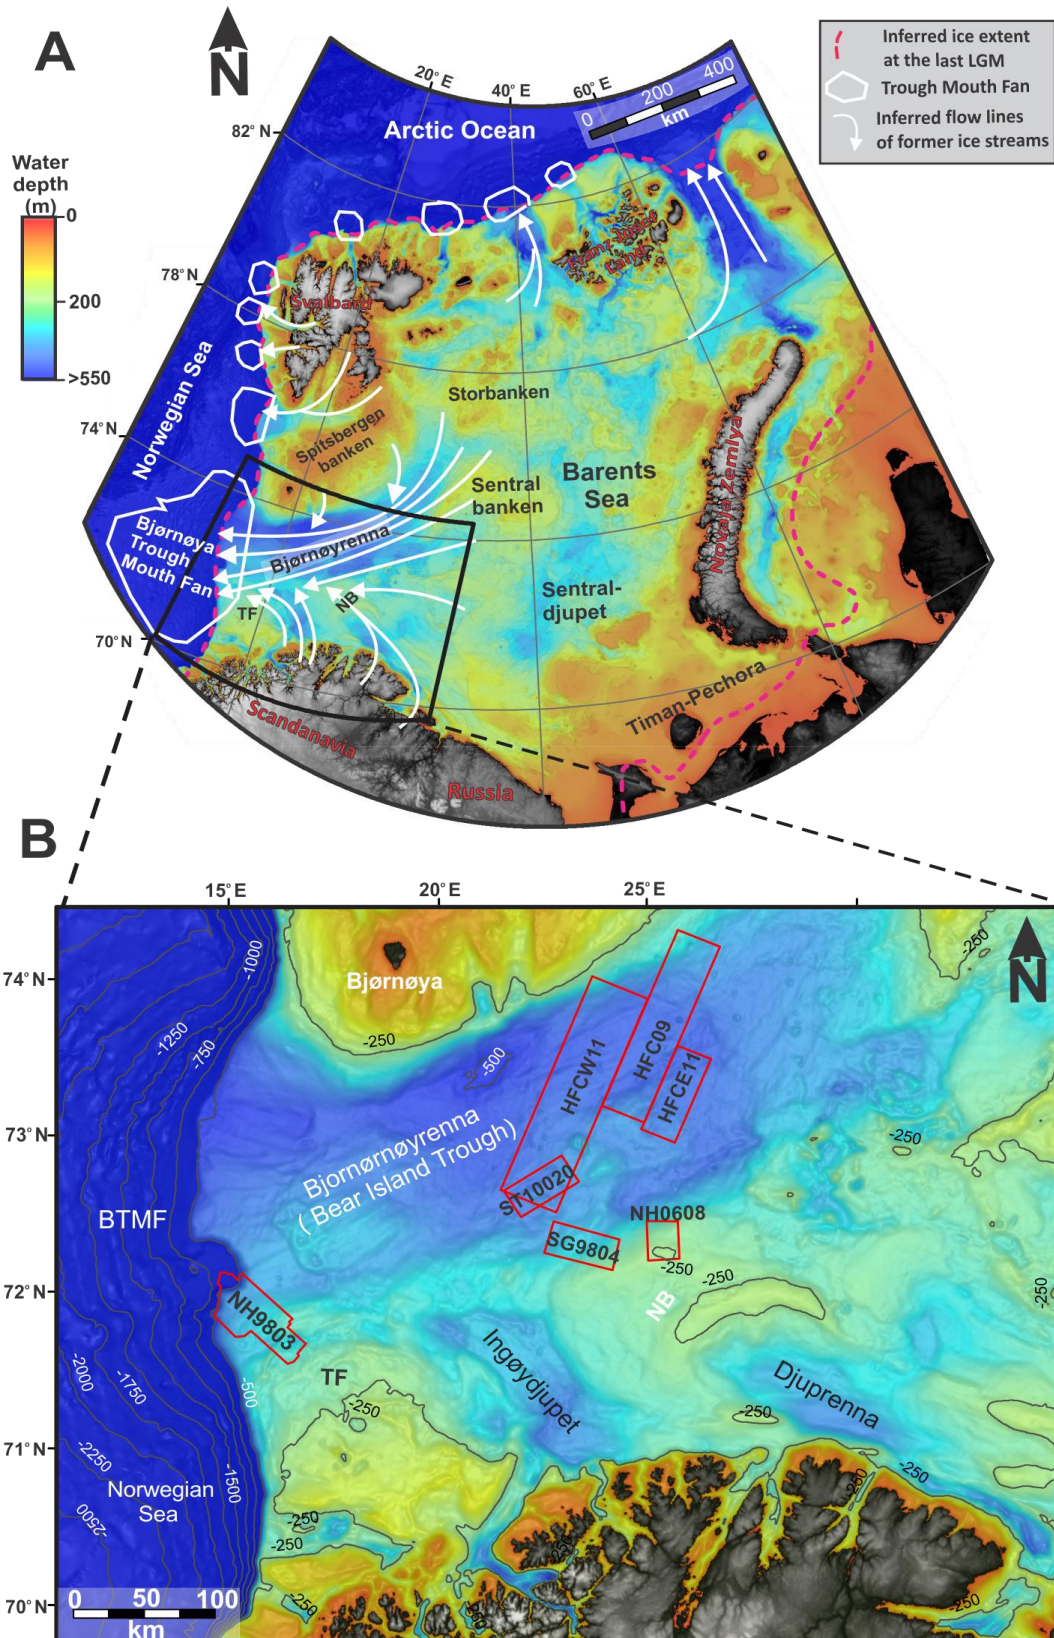 A
N
20° E
40° E
60° E
0
200
400
km
Inferred ice extent
at the last LGM
Trough Mouth Fan
Inferred flow lines
of former ice streams
82° N
Arctic Ocean
Water
depth
(m)
0
200
>550
78° N
Franz Josef
Land
Svalbard
Norwegian Sea
Storbanken
74° N
Spitsbergen
banken
Novaja Zemlya
Barents
Sea
Sentral
banken
Bjørnøya
Trough
Mouth Fan
Bjørnøyrenna
Sentral-
djupet
TF
NB
70° N
Timan-Pechora
Scandanavia
Russia
B
15° E
20° E
25° E
N
74° N
-1000
Bjørnøya
-250
-250
-1250
-750
-500
HFCW11
HFC09
HFCE11
73° N
-250
Bjornørnøyrenna
( Bear Island Trough)
ST10020
BTMF
NH0608
SG9804
-250
-250
72° N
-250
NH9803
NB
-2000
-1750
-500
TF
Ingøydjupet
Djuprenna
-250
-250
71° N
-2250
-1500
-250
-250
Norwegian
Sea
-2500
-250
-250
-250
70° N
-250
-250
-250
0
50
100
km